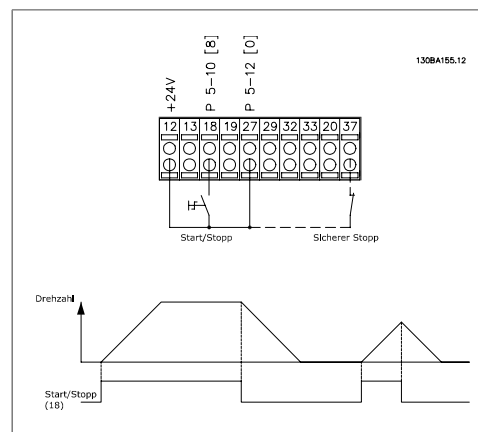 130BA155.12
+24V
P 5-10 [8]
P 5-12 [0]
12 13 18 19 27 29 32 33 20 37
Start/Stopp
Sicherer Stopp
Drehzahl
Start/Stopp
(18)